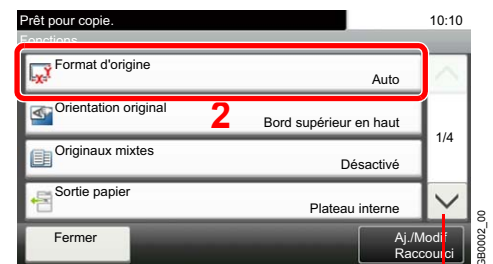 Prêt pour copie.
10:10
Fonctions
Format d'origine
Auto
Orientation original
2
Bord supérieur en haut
1/4
Originaux mixtes
Désactivé
Sortie papier
Plateau interne
Fermer
Aj./Modif
Raccourci
GB0002_00